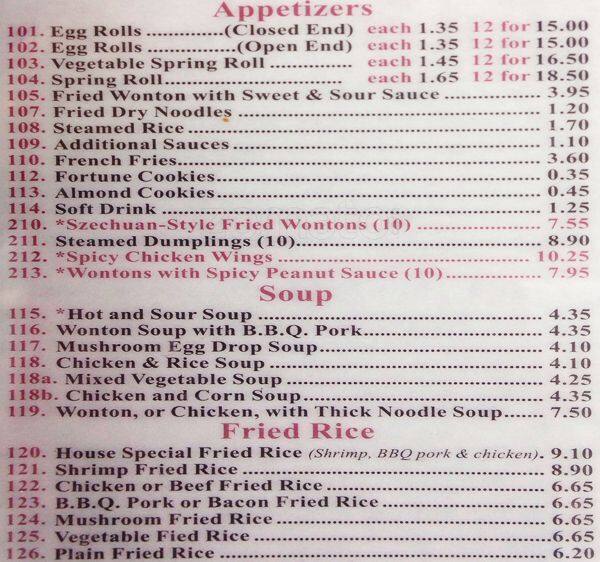 Appetizers
101. Egg Rolls ..............(Closed End) each 1.35 12 for 15.00
102. Egg Rolls ..............(Open End) each 1.35 12 for 15.00
103. Vegetable Spring Roll .................. each 1.45 12 for 16.50
104. Spring Roll................................. each 1.65 12 for 18.50
105. Fried Wonton with Sweet & Sour Sauce ................. 3.95
107. Fried Dry Noodles ..................................................... 1.20
108. Steamed Rice .............................................................. 1.70
109. Additional Sauces ...................................................... 1.10
110. French Fries................................................................ 3.60
112. Fortune Cookies.......................................................... 0.35
113. Almond Cookies.......................................................... 0.45
114. Soft Drink ................................................................... 1.25
210. *Szechuan-Style Fried Wontons (10) ....................... 7.55
211. Steamed Dumplings (10)........................................... 8.90
212. *Spicy Chicken Wings .............................................. 10.25
213. *Wontons with Spicy Peanut Sauce (10) ................. 7.95
Soup
115. *Hot and Sour Soup ................................................... 4.35
116. Wonton Soup with B.B.Q. Pork................................ 4.35
117. Mushroom Egg Drop Soup........................................ 4.10
118. Chicken & Rice Soup ................................................ 4.10
118a. Mixed Vegetable Soup ............................................. 4.25
118b. Chicken and Corn Soup ........................................... 4.35
119. Wonton, or Chicken, with Thick Noodle Soup....... 7.50
Fried Rice
120. House Special Fried Rice (Shrimp, BBQ pork & chicken). 9.10
121. Shrimp Fried Rice ...................................................... 8.90
122. Chicken or Beef Fried Rice ....................................... 6.65
123. B.B.Q. Pork or Bacon Fried Rice .............................. 6.65
124. Mushroom Fried Rice ................................................ 6.65
125. Vegetable Fied Rice ................................................... 6.65
126. Plain Fried Rice ......................................................... 6.20